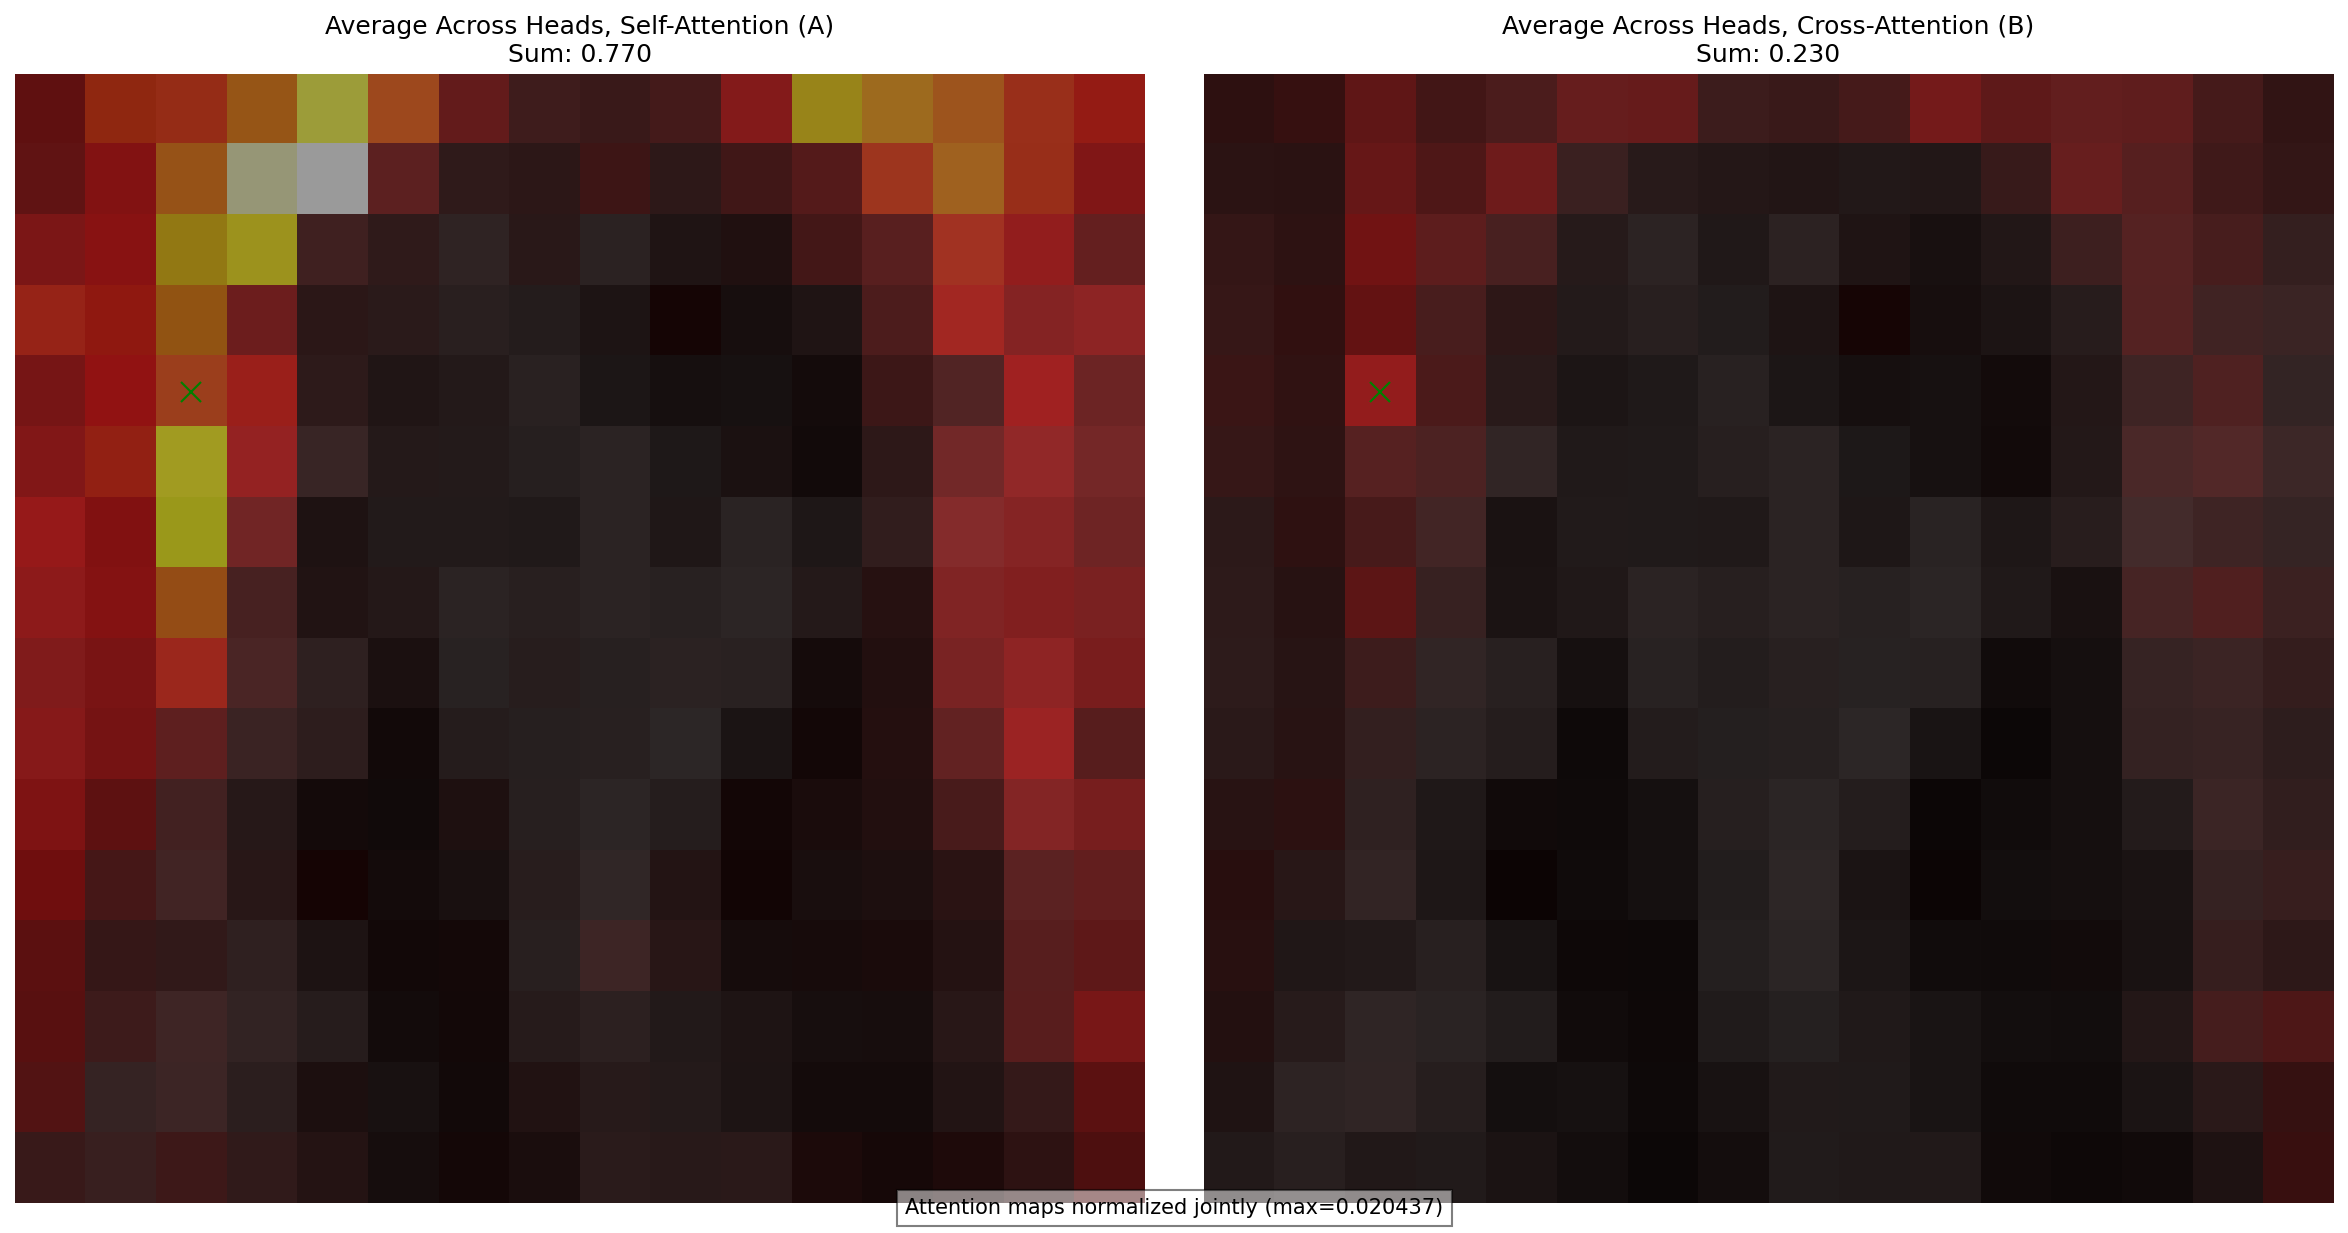 Average Across Heads, Self-Attention (A)
Sum: 0.770
Average Across Heads, Cross-Attention (B)
Sum: 0.230
Attention maps normalized jointly (max=0.020437)